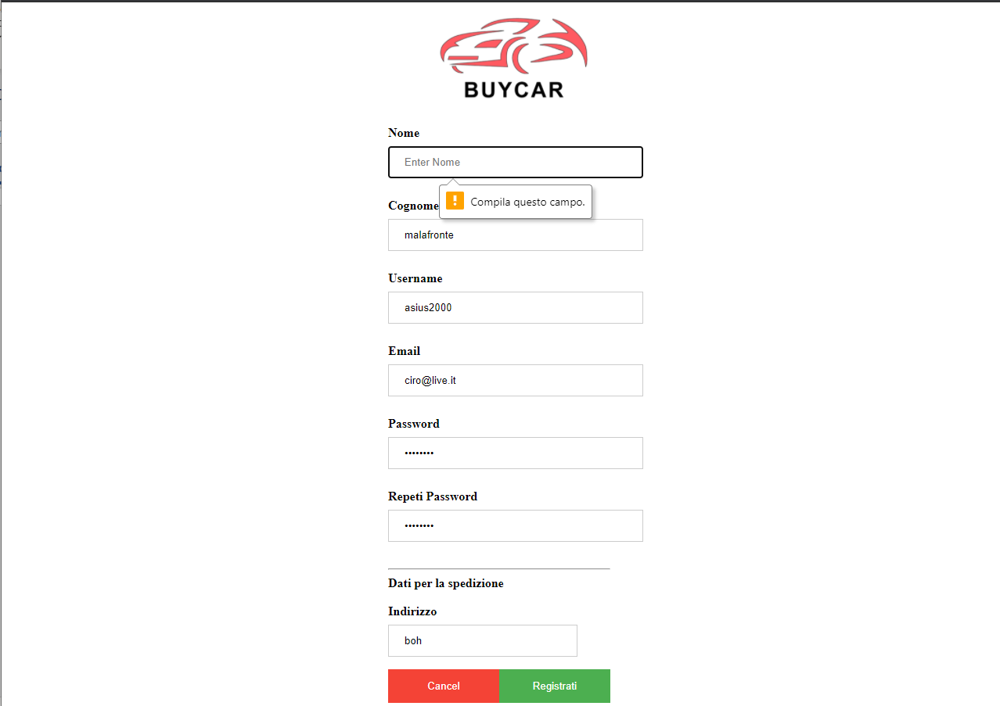 BUYCAR
Nome
Enter Nome
Compila questo campo.
Cognome
malafronte
Username
asius2000
Email
ciro@live.it
Password
••••••••
Repeti Password
••••••••
Dati per la spedizione
Indirizzo
boh
Cancel
Registrati